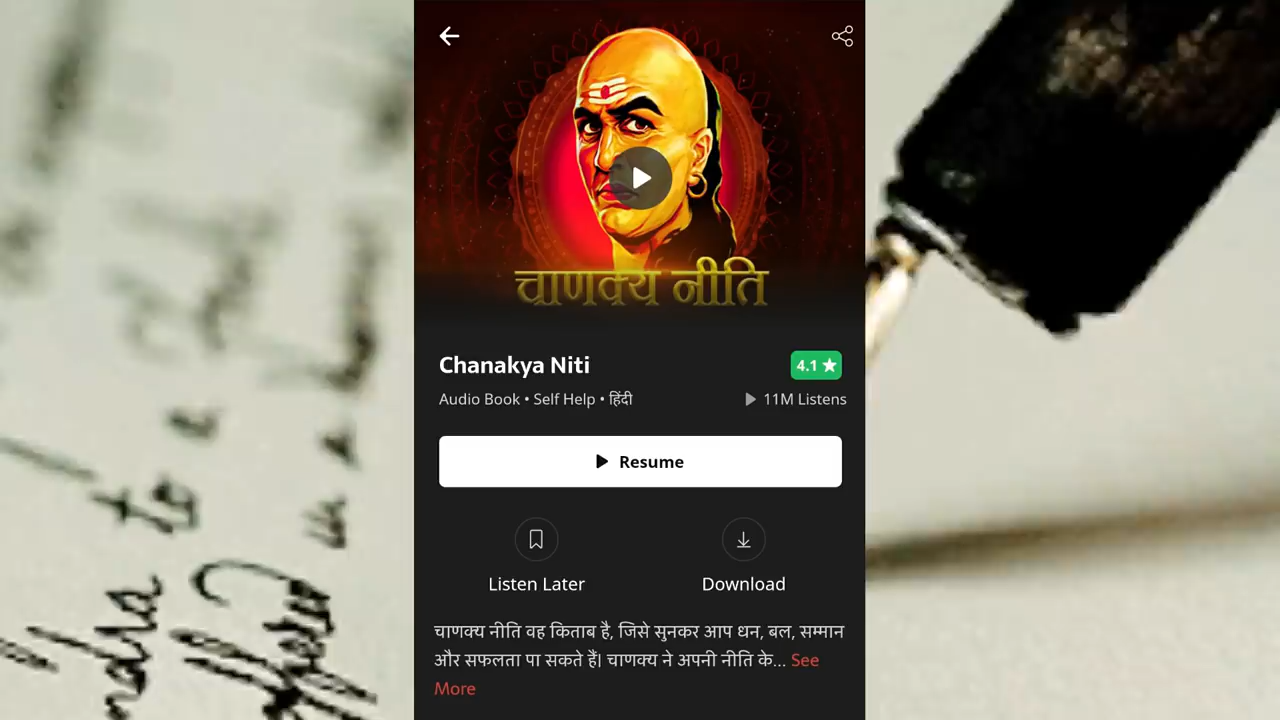 चाणक्य नीति
Chanakya Niti
4.1
Audio Book • Self Help • हिंदी
11M Listens
Resume
Listen Later
Download
चाणक्य नीति वह किताब है, जिसे सुनकर आप धन, बल, सम्मान
और सफलता पा सकते हैं। चाणक्य ने अपनी नीति के... See
More
to a